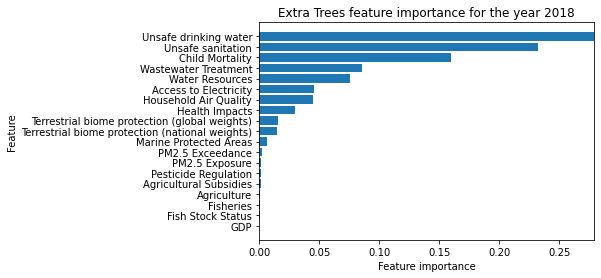 Extra Trees feature importance for the year 2018
Unsafe drinking water
Unsafe sanitation
Child Mortality
Wastewater Treatment
Water Resources
Access to Electricity
Household Air Quality
Health Impacts
Terrestrial biome protection (global weights)
Terrestrial biome protection (national weights)
Marine Protected Areas
PM2.5 Exceedance
PM2.5 Exposure
Pesticide Regulation
Agricultural Subsidies
Agriculture
Fisheries
Fish Stock Status
GDP
Feature
0.00 0.05 0.10 0.15 0.20 0.25
Feature importance